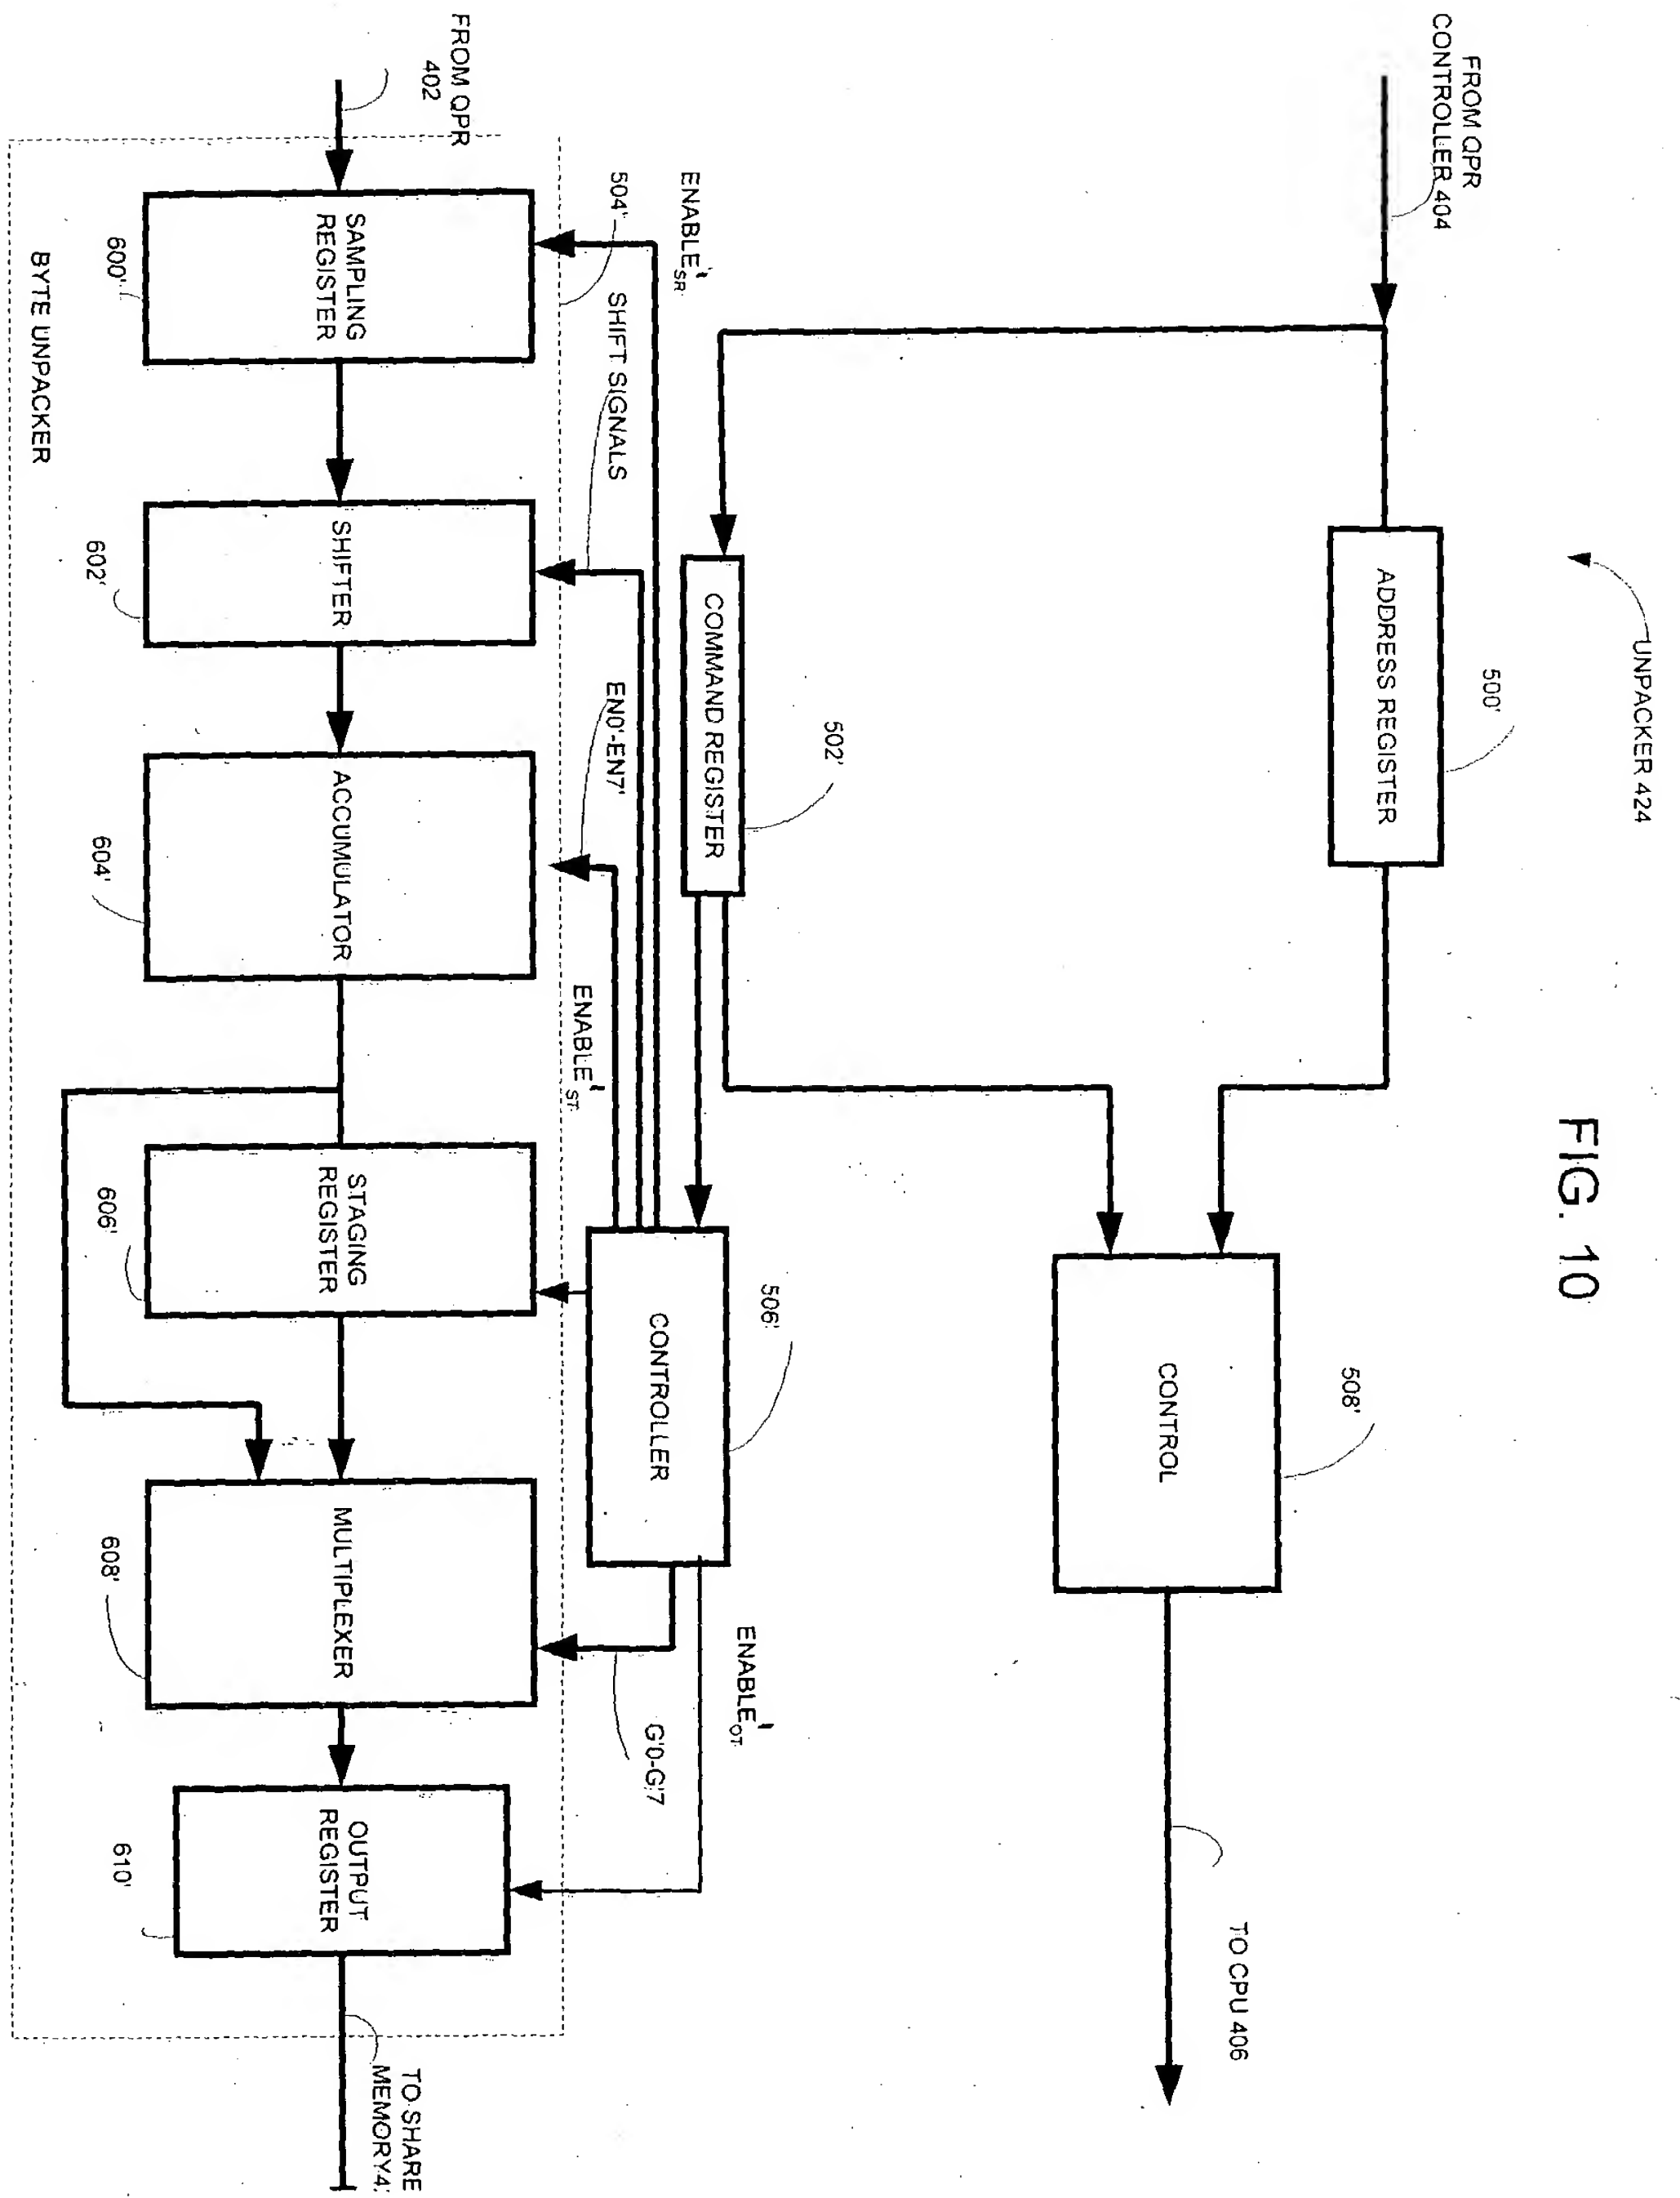 FIG. 10
UNPACKER 424
FROM QPR
CONTROLLER 404
500'
ADDRESS REGISTER
502'
COMMAND REGISTER
508'
CONTROL
TO CPU 406
506'
CONTROLLER
ENABLE'SR
504'
SHIFT SIGNALS
EN0'-EN7'
ENABLE'ST
ENABLE'OT
G'0-G'7
FROM QPR
402
SAMPLING
REGISTER
600'
SHIFTER
602'
ACCUMULATOR
604'
STAGING
REGISTER
606'
MULTIPLEXER
608'
OUTPUT
REGISTER
610'
TO SHARE
MEMORY 4
BYTE UNPACKER